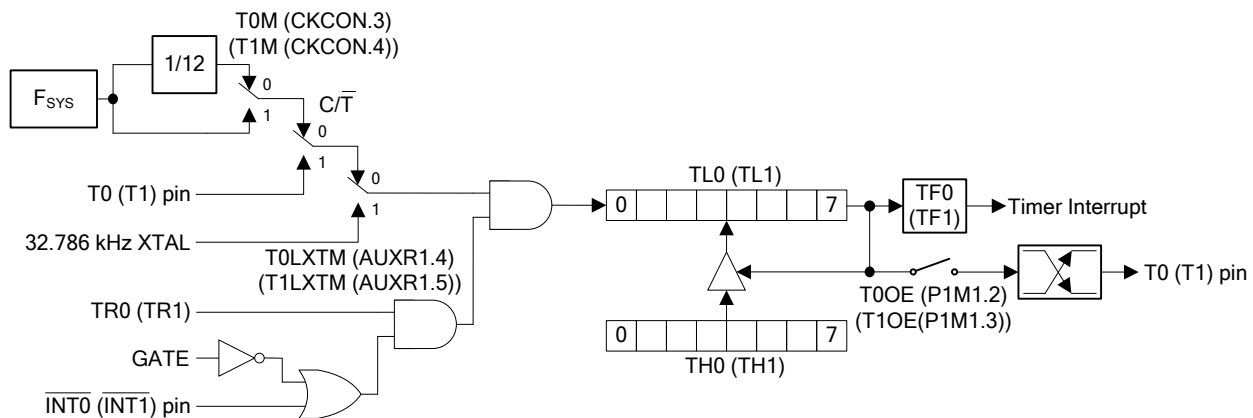 T0M (CKCON.3)
(T1M (CKCON.4))
1/12
FSYS
0
1
C/T̅
0
1
T0 (T1) pin
0
1
32.786 kHz XTAL
T0LXTM (AUXR1.4)
(T1LXTM (AUXR1.5))
TR0 (TR1)
GATE
I̅N̅T̅0̅ (I̅N̅T̅1̅) pin
TL0 (TL1)
0 7
TF0
(TF1)
Timer Interrupt
T0OE (P1M1.2)
(T1OE(P1M1.3))
T0 (T1) pin
0 7
TH0 (TH1)